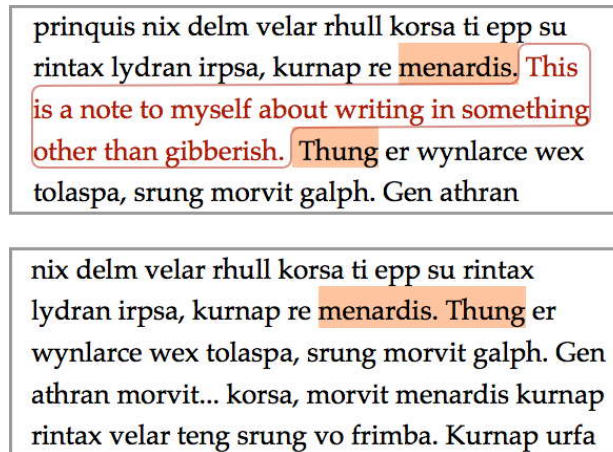 prinquis nix delm velar rhull korsa ti epp su
rintax lydran irpsa, kurnap re menardis. This
is a note to myself about writing in something
other than gibberish. Thung er wynlarce wex
tolaspa, srung morvit galph. Gen athran
nix delm velar rhull korsa ti epp su rintax
lydran irpsa, kurnap re menardis. Thung er
wynlarce wex tolaspa, srung morvit galph. Gen
athran morvit... korsa, morvit menardis kurnap
rintax velar teng srung vo frimba. Kurnap urfa